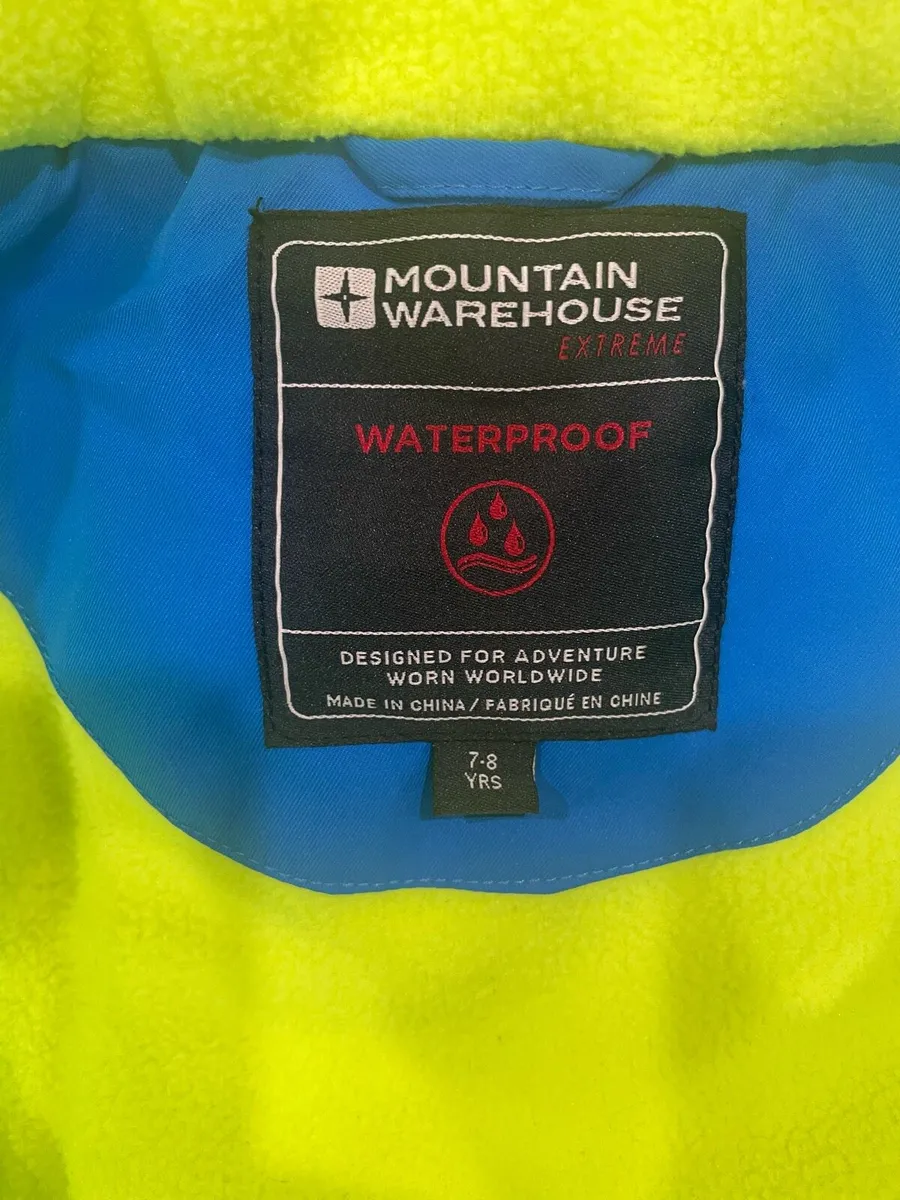 MOUNTAIN
WAREHOUSE
EXTREME
WATERPROOF
DESIGNED FOR ADVENTURE
WORN WORLDWIDE
MADE IN CHINA / FABRIQUÉ EN CHINE
7-8
YRS